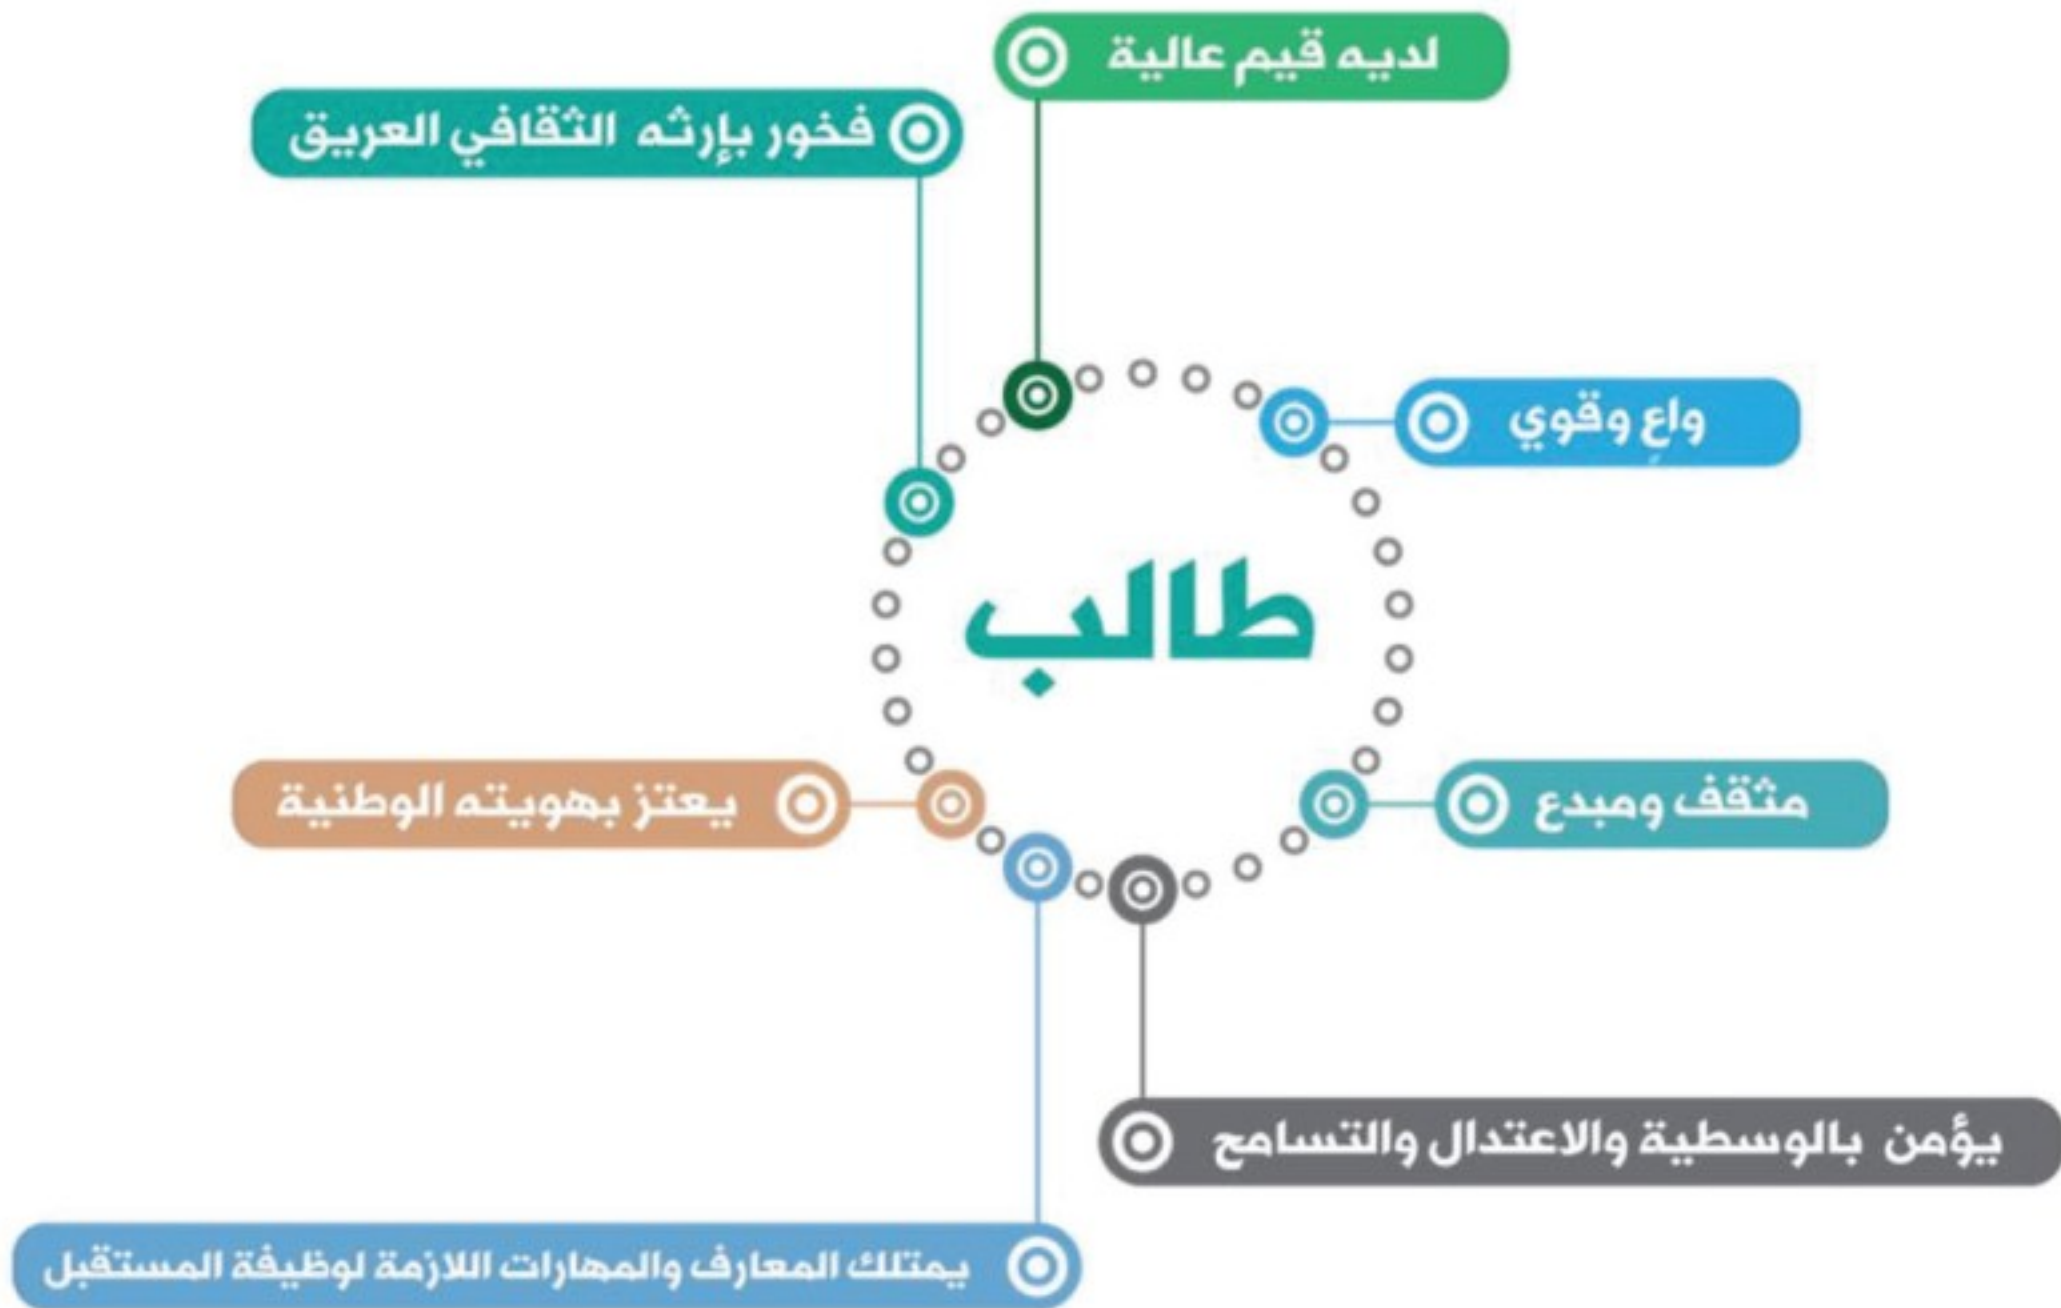 لديه قيم عالية
فخور بإرثه الثقافي العريق
واعٍ وقوي
طالب
يعتز بهويته الوطنية
مثقف ومبدع
يؤمن بالوسطية والاعتدال والتسامح
يمتلك المعارف والمهارات اللازمة لوظيفة المستقبل